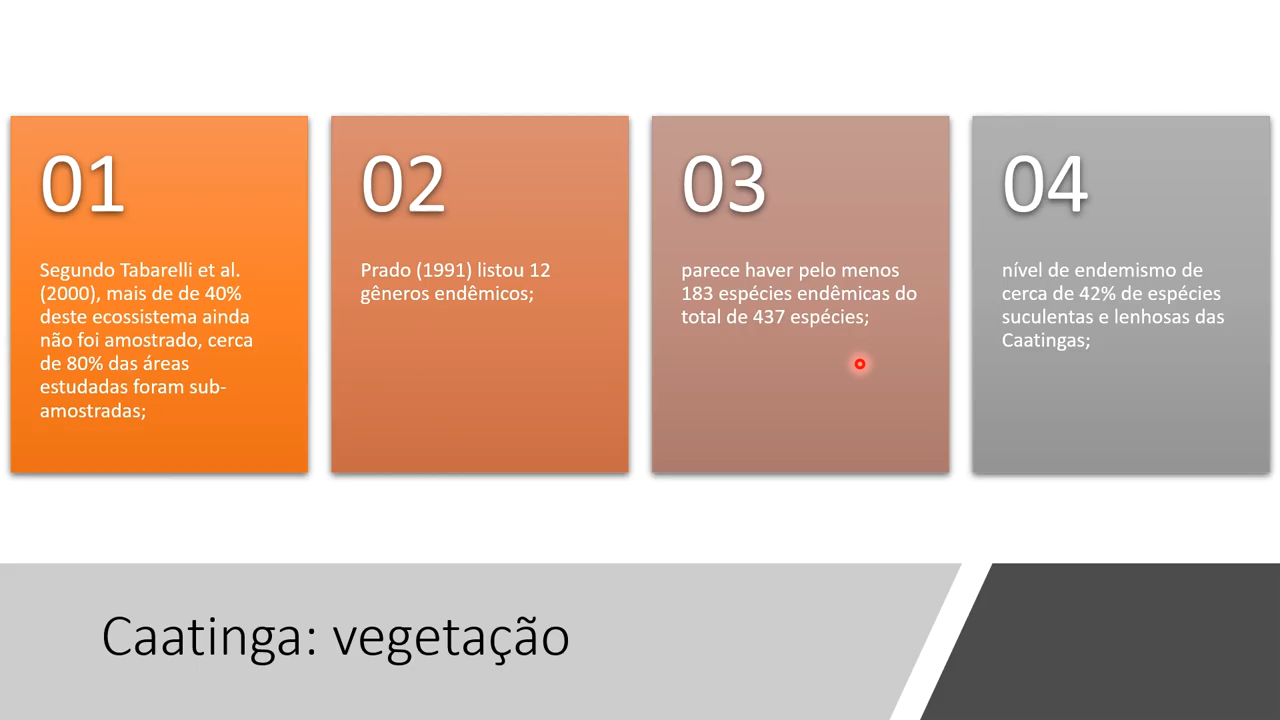 01
Segundo Tabarelli et al.
(2000), mais de de 40%
deste ecossistema ainda
não foi amostrado, cerca
de 80% das áreas
estudadas foram sub-
amostradas;
02
Prado (1991) listou 12
gêneros endêmicos;
03
parece haver pelo menos
183 espécies endêmicas do
total de 437 espécies;
04
nível de endemismo de
cerca de 42% de espécies
suculentas e lenhosas das
Caatingas;
Caatinga: vegetação